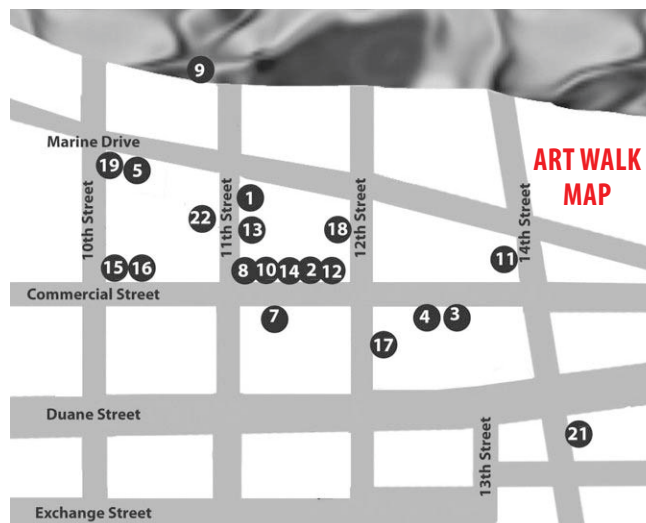 9
Marine Drive
ART WALK
MAP
19
5
10th Street
22
11th Street
1
13
18
12th Street
14th Street
11
15
16
8
10
14
2
12
Commercial Street
7
4
3
17
Duane Street
13th Street
21
Exchange Street